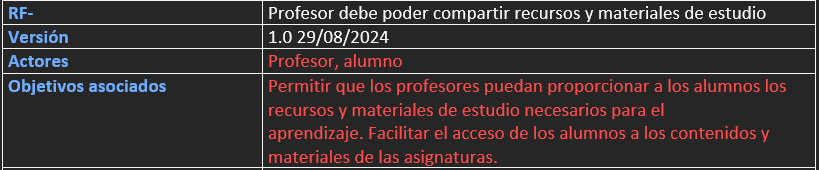 RF- Profesor debe poder compartir recursos y materiales de estudio
Versión 1.0 29/08/2024
Actores Profesor, alumno
Objetivos asociados Permitir que los profesores puedan proporcionar a los alumnos los
recursos y materiales de estudio necesarios para el
aprendizaje. Facilitar el acceso de los alumnos a los contenidos y
materiales de las asignaturas.